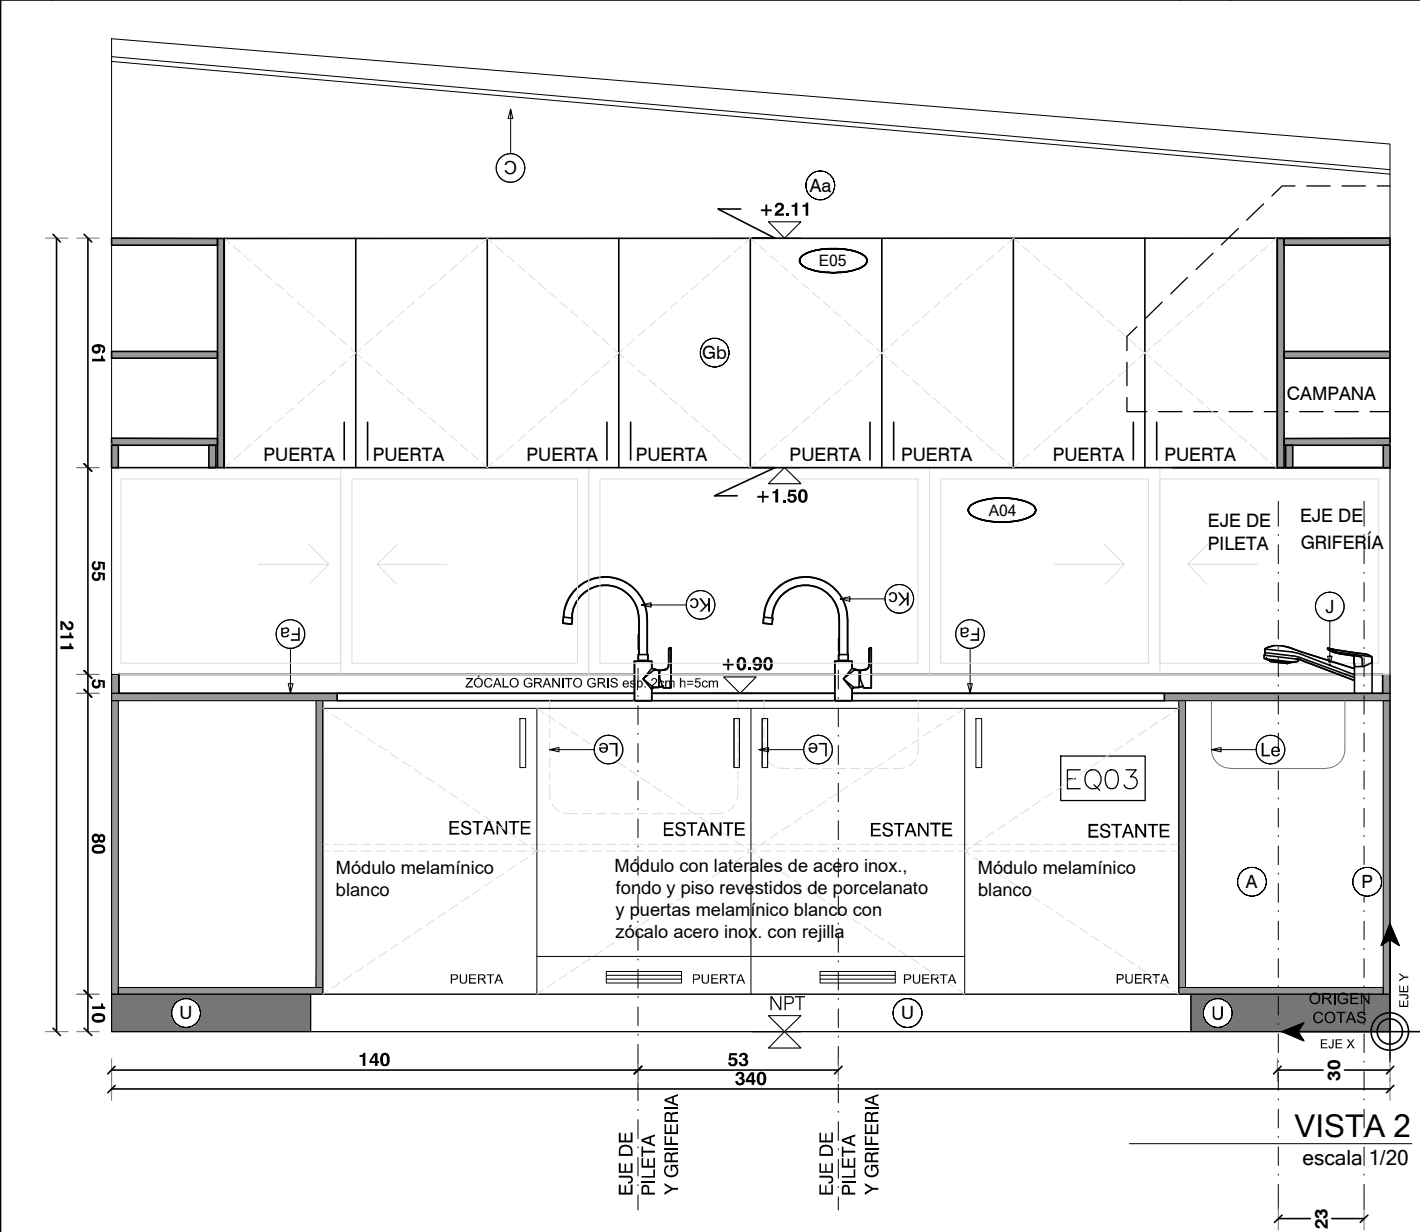 C
Aa
+2.11
E05
Gb
61
CAMPANA
PUERTA
PUERTA
PUERTA
PUERTA
PUERTA
PUERTA
PUERTA
PUERTA
+1.50
A04
EJE DE
PILETA
EJE DE
GRIFERÍA
55
Kc
Kc
J
Fa
Fa
211
+0.90
5
ZÓCALO GRANITO GRIS esp. 2cm h=5cm
Le
Le
Le
EQ03
ESTANTE
ESTANTE
ESTANTE
ESTANTE
80
Módulo melamínico
blanco
Módulo con laterales de acero inox.,
fondo y piso revestidos de porcelanato
y puertas melamínico blanco con
zócalo acero inox. con rejilla
Módulo melamínico
blanco
A
P
PUERTA
PUERTA
PUERTA
PUERTA
10
U
NPT
U
U
ORIGEN
COTAS
EJE X
EJE Y
140
53
340
30
EJE DE
PILETA
Y GRIFERIA
EJE DE
PILETA
Y GRIFERIA
VISTA 2
escala 1/20
23